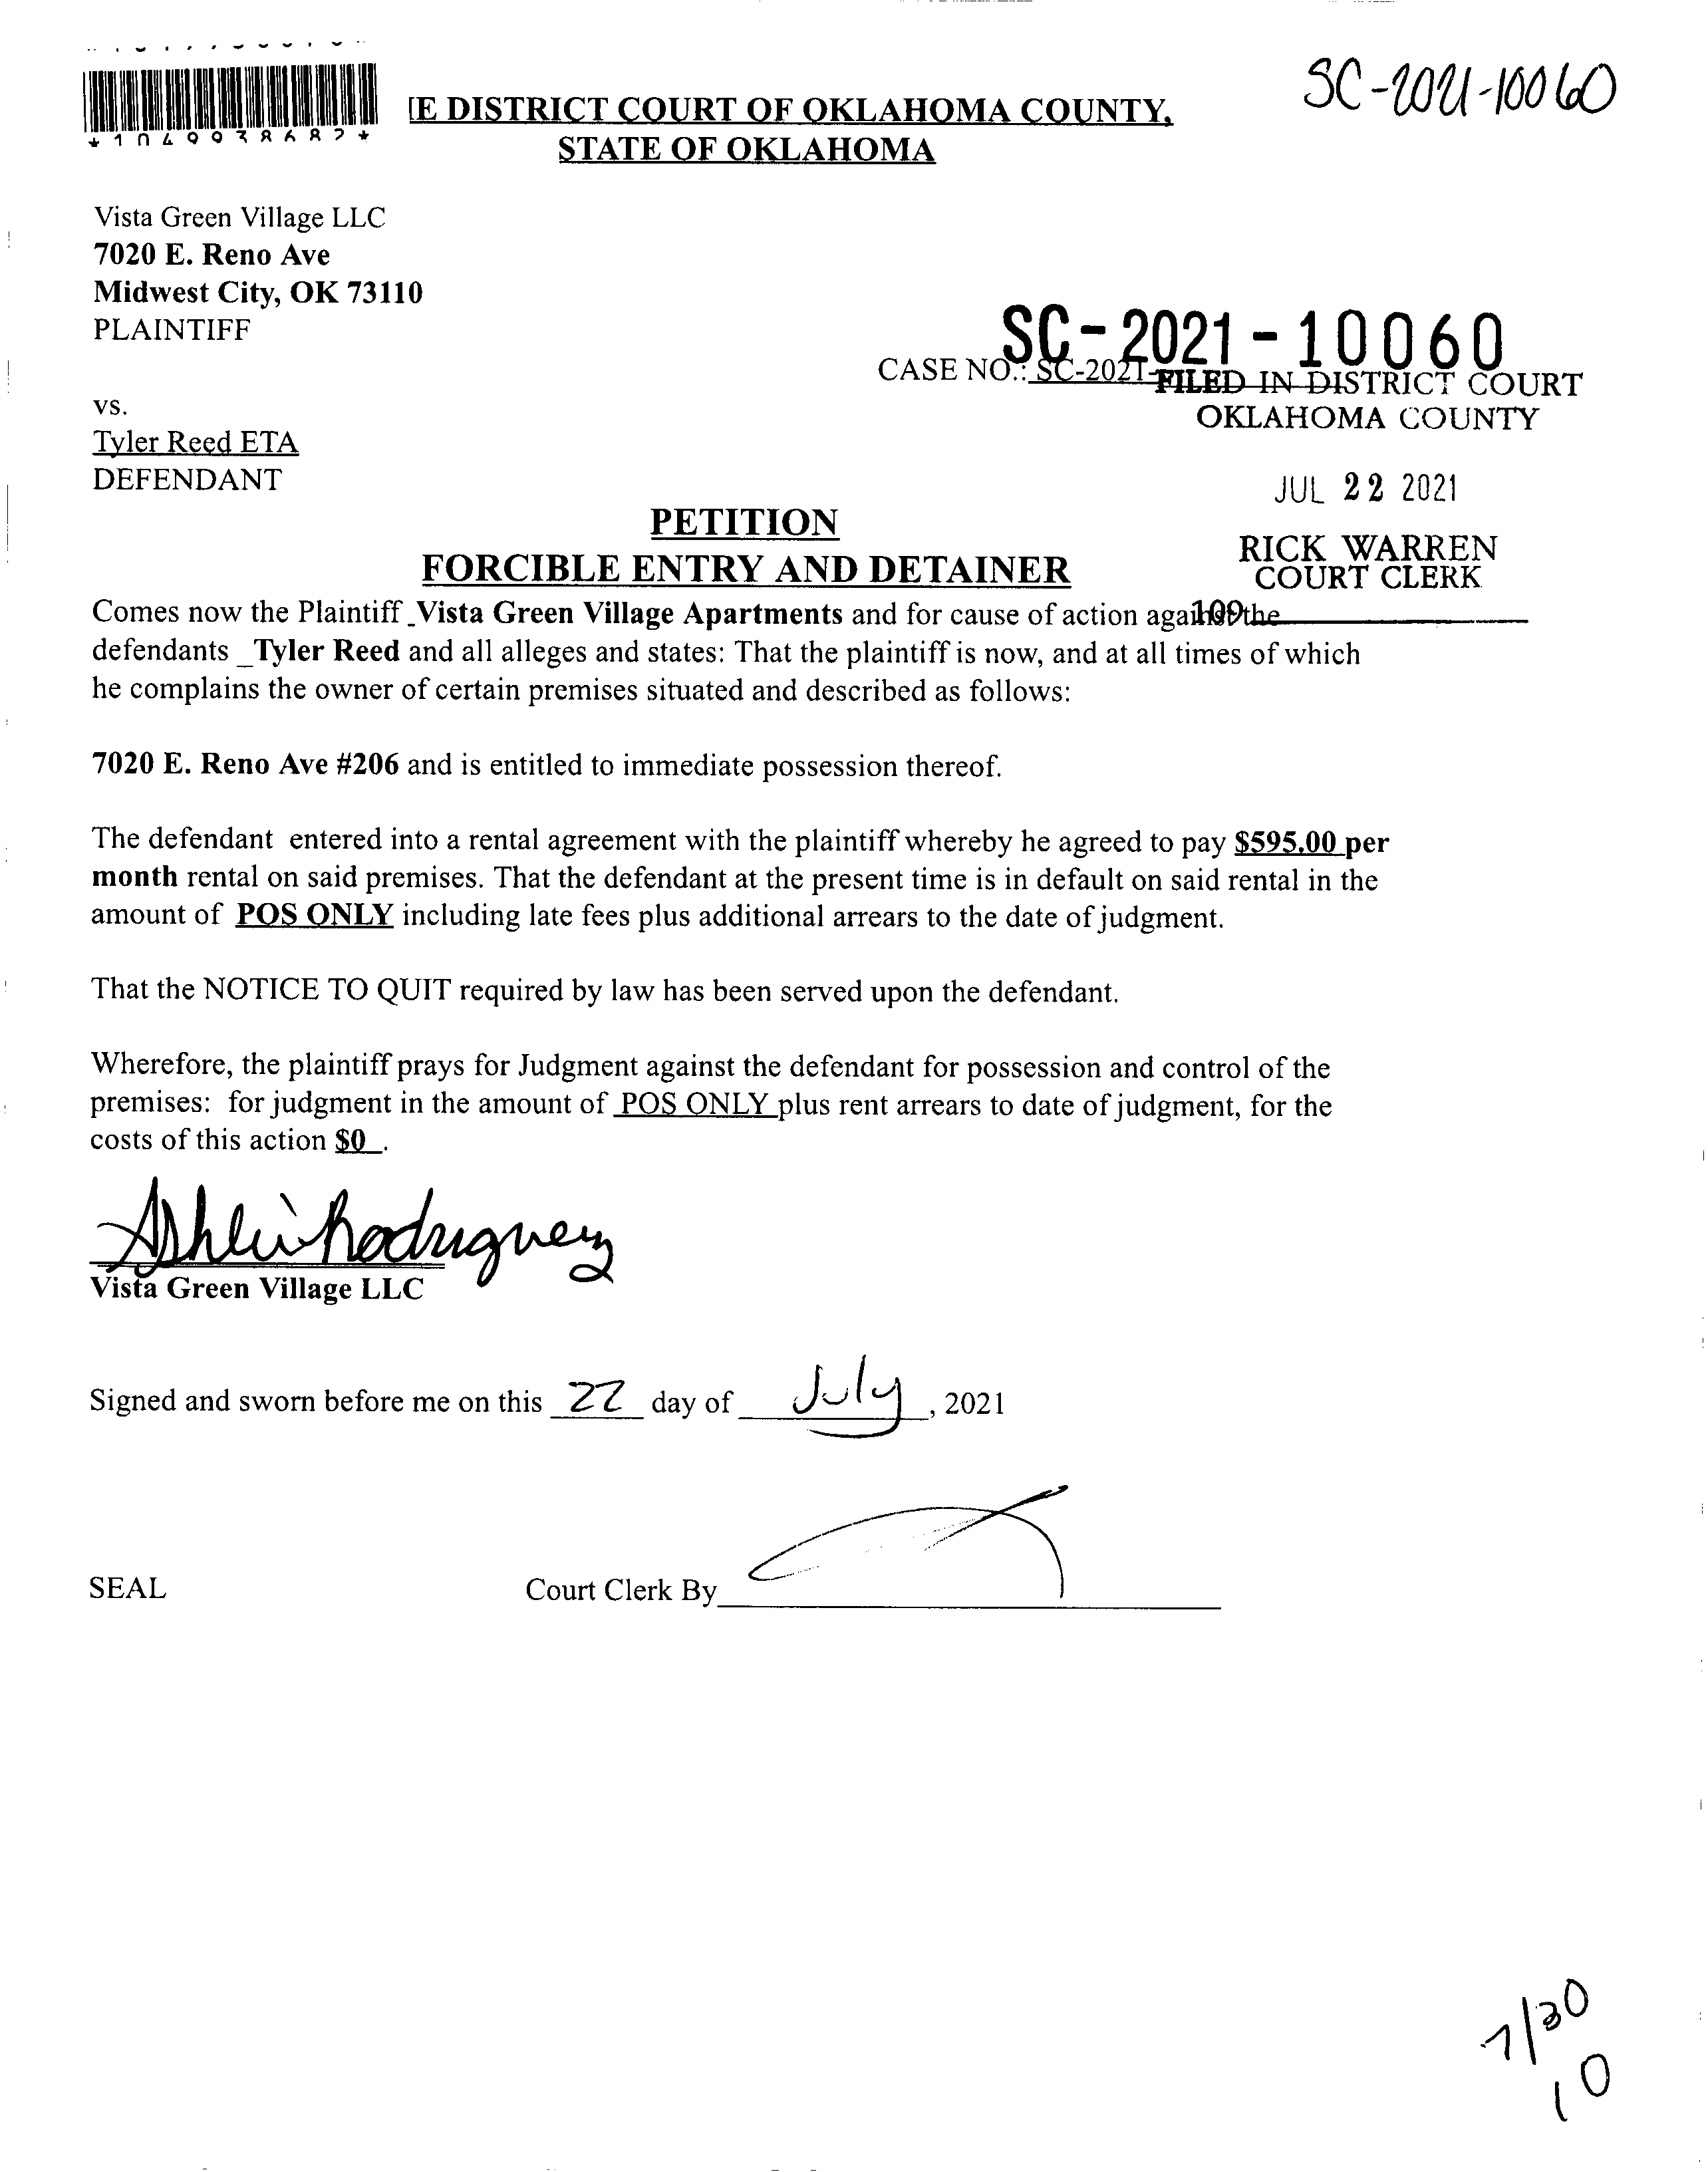 SC-2021-10060
E DISTRICT COURT OF OKLAHOMA COUNTY,
STATE OF OKLAHOMA
Vista Green Village LLC
7020 E. Reno Ave
Midwest City, OK 73110
PLAINTIFF
SC-2021-10060
CASE NO.: SC-2021-
FILED IN DISTRICT COURT
OKLAHOMA COUNTY
vs.
Tyler Reed ETA
DEFENDANT
JUL 22 2021
PETITION
RICK WARREN
COURT CLERK
FORCIBLE ENTRY AND DETAINER
109
Comes now the Plaintiff _Vista Green Village Apartments and for cause of action against the
defendants _Tyler Reed and all alleges and states: That the plaintiff is now, and at all times of which
he complains the owner of certain premises situated and described as follows:
7020 E. Reno Ave #206 and is entitled to immediate possession thereof.
The defendant entered into a rental agreement with the plaintiff whereby he agreed to pay $595.00 per
month rental on said premises. That the defendant at the present time is in default on said rental in the
amount of POS ONLY including late fees plus additional arrears to the date of judgment.
That the NOTICE TO QUIT required by law has been served upon the defendant.
Wherefore, the plaintiff prays for Judgment against the defendant for possession and control of the
premises: for judgment in the amount of POS ONLY plus rent arrears to date of judgment, for the
costs of this action $0 .
Ashlei Rodriguez
Vista Green Village LLC
Signed and sworn before me on this 22 day of July, 2021
SEAL
Court Clerk By
7/30
10